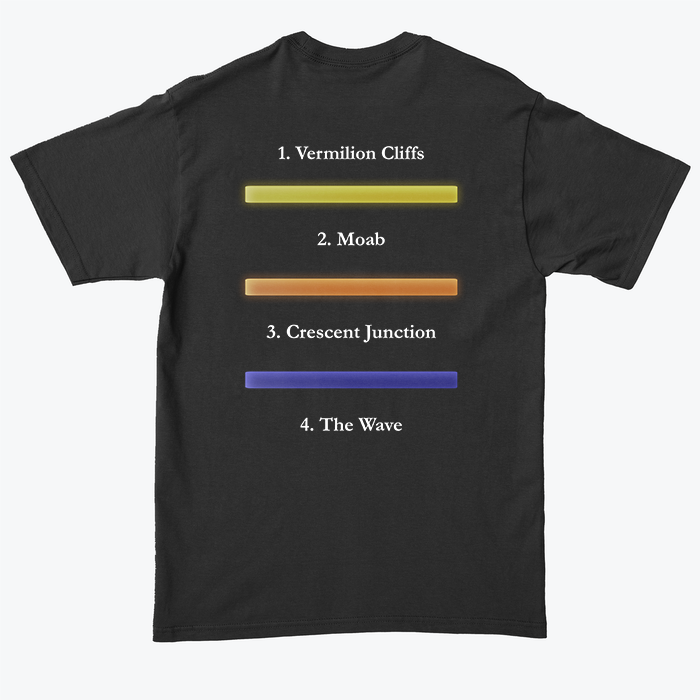 1. Vermilion Cliffs
2. Moab
3. Crescent Junction
4. The Wave